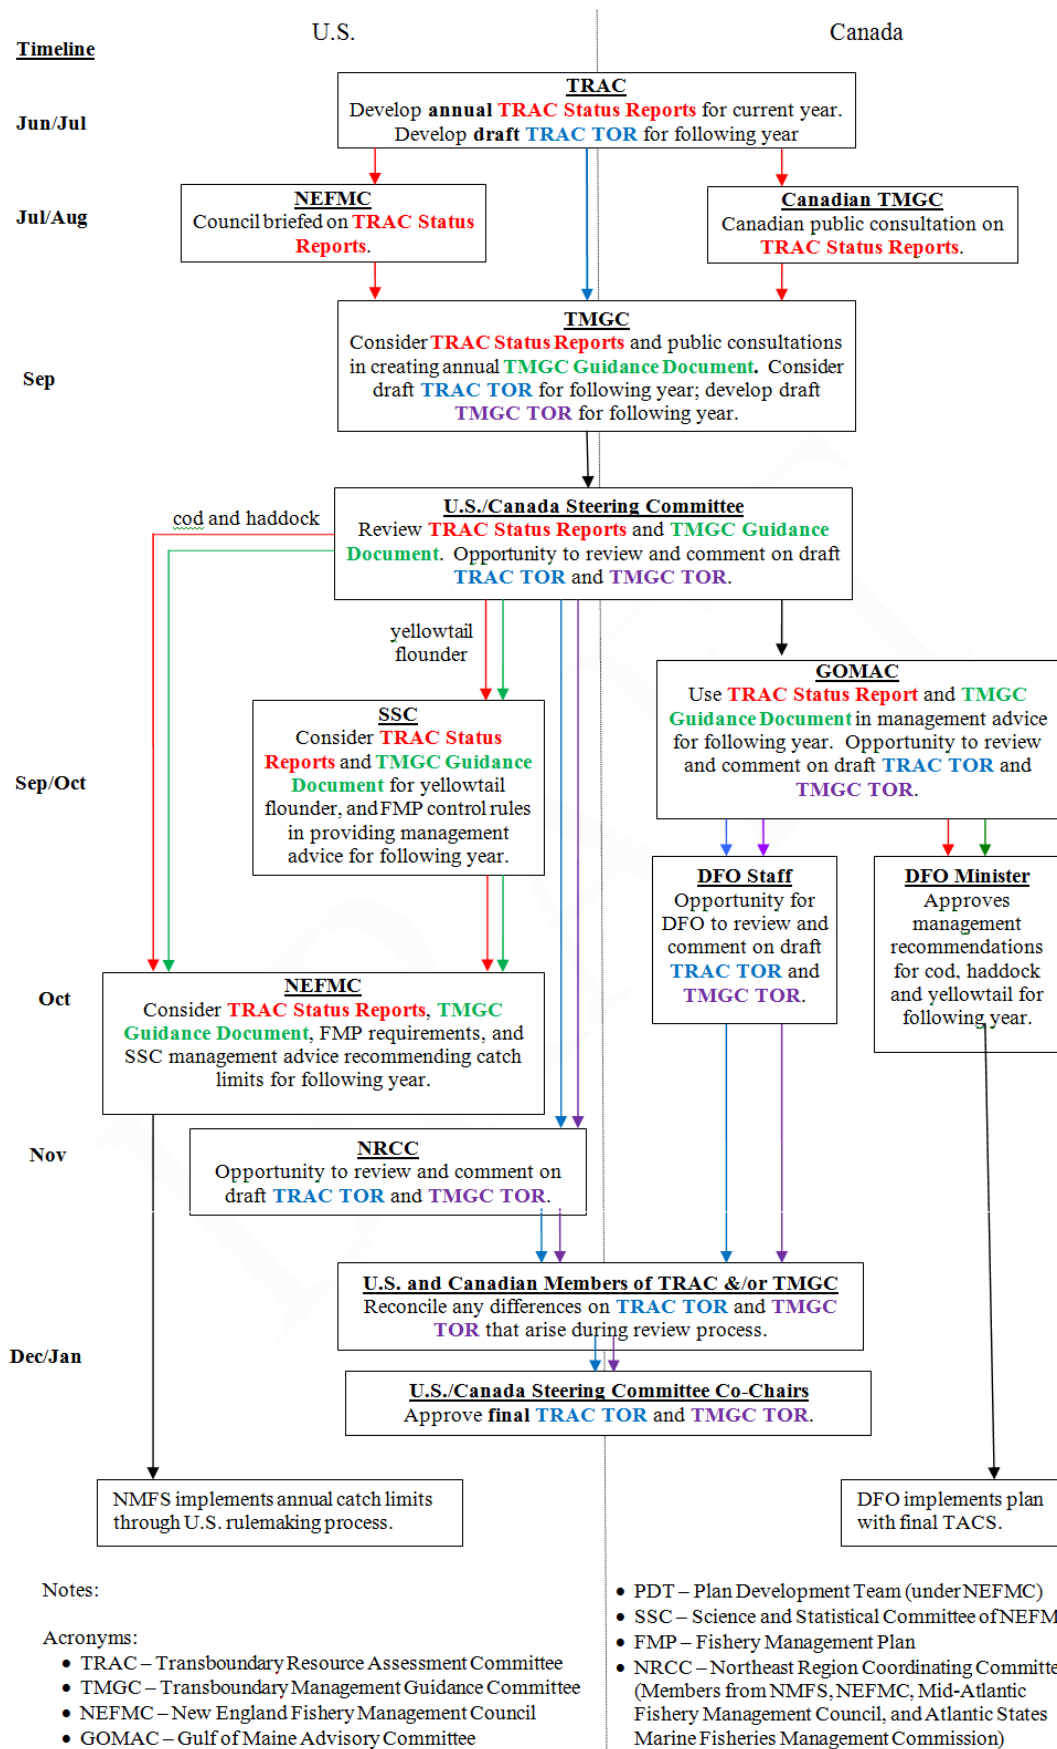 U.S.
Canada
Timeline
TRAC
Develop annual TRAC Status Reports for current year.
Develop draft TRAC TOR for following year
Jun/Jul
NEFMC
Council briefed on TRAC Status
Reports.
Canadian TMGC
Canadian public consultation on
TRAC Status Reports.
Jul/Aug
TMGC
Consider TRAC Status Reports and public consultations
in creating annual TMGC Guidance Document. Consider
draft TRAC TOR for following year; develop draft
TMGC TOR for following year.
Sep
U.S./Canada Steering Committee
Review TRAC Status Reports and TMGC Guidance
Document. Opportunity to review and comment on draft
TRAC TOR and TMGC TOR.
cod and haddock
yellowtail
flounder
GOMAC
Use TRAC Status Report and TMGC
Guidance Document in management advice
for following year. Opportunity to review
and comment on draft TRAC TOR and
TMGC TOR.
SSC
Consider TRAC Status
Reports and TMGC Guidance
Document for yellowtail
flounder, and FMP control rules
in providing management
advice for following year.
Sep/Oct
DFO Staff
Opportunity for
DFO to review and
comment on draft
TRAC TOR and
TMGC TOR.
DFO Minister
Approves
management
recommendations
for cod, haddock
and yellowtail for
following year.
Oct
NEFMC
Consider TRAC Status Reports, TMGC
Guidance Document, FMP requirements, and
SSC management advice recommending catch
limits for following year.
Nov
NRCC
Opportunity to review and comment on
draft TRAC TOR and TMGC TOR.
U.S. and Canadian Members of TRAC &/or TMGC
Reconcile any differences on TRAC TOR and TMGC
TOR that arise during review process.
Dec/Jan
U.S./Canada Steering Committee Co-Chairs
Approve final TRAC TOR and TMGC TOR.
NMFS implements annual catch limits
through U.S. rulemaking process.
DFO implements plan
with final TACS.
Notes:
Acronyms:
• TRAC – Transboundary Resource Assessment Committee
• TMGC – Transboundary Management Guidance Committee
• NEFMC – New England Fishery Management Council
• GOMAC – Gulf of Maine Advisory Committee
• PDT – Plan Development Team (under NEFMC)
• SSC – Science and Statistical Committee of NEFM
• FMP – Fishery Management Plan
• NRCC – Northeast Region Coordinating Committe
(Members from NMFS, NEFMC, Mid-Atlantic
Fishery Management Council, and Atlantic States
Marine Fisheries Management Commission)
DRAFT